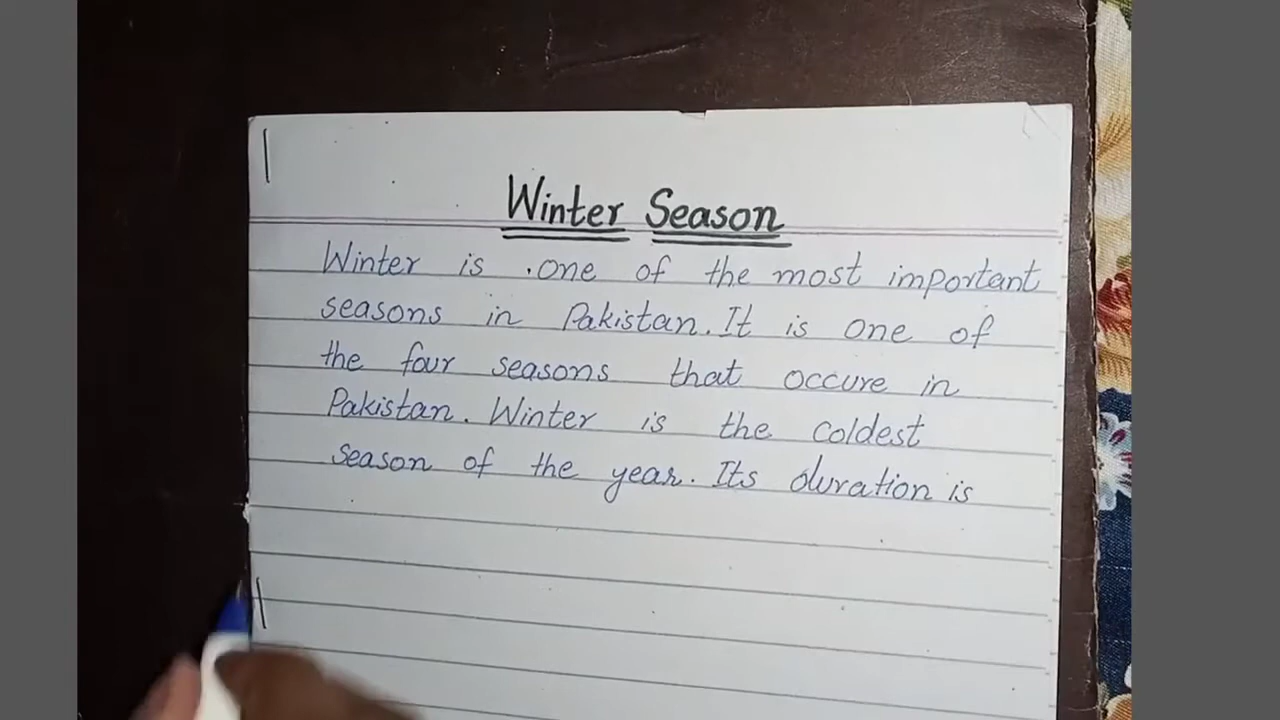 Winter Season
Winter is one of the most important
seasons in Pakistan. It is one of
the four seasons that occure in
Pakistan. Winter is the coldest
season of the year. Its duration is